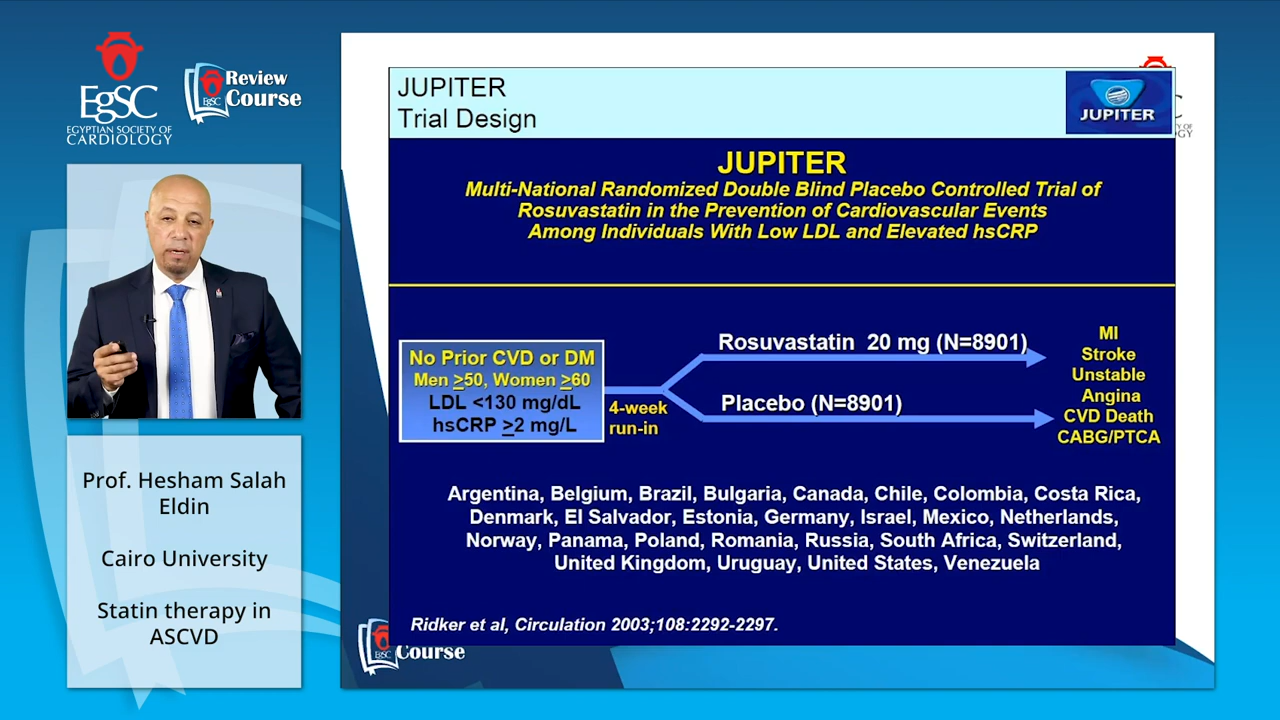 EgSC
EGYPTIAN SOCIETY OF
CARDIOLOGY
EgSC
Review
Course
Prof. Hesham Salah
Eldin
Cairo University
Statin therapy in
ASCVD
JUPITER
Trial Design
JUPITER
C
Y OF
GY
JUPITER
Multi-National Randomized Double Blind Placebo Controlled Trial of
Rosuvastatin in the Prevention of Cardiovascular Events
Among Individuals With Low LDL and Elevated hsCRP
No Prior CVD or DM
Men ≥50, Women ≥60
LDL <130 mg/dL
hsCRP ≥2 mg/L
4-week
run-in
Rosuvastatin 20 mg (N=8901)
Placebo (N=8901)
MI
Stroke
Unstable
Angina
CVD Death
CABG/PTCA
Argentina, Belgium, Brazil, Bulgaria, Canada, Chile, Colombia, Costa Rica,
Denmark, El Salvador, Estonia, Germany, Israel, Mexico, Netherlands,
Norway, Panama, Poland, Romania, Russia, South Africa, Switzerland,
United Kingdom, Uruguay, United States, Venezuela
Ridker et al, Circulation 2003;108:2292-2297.
EgSC
Course